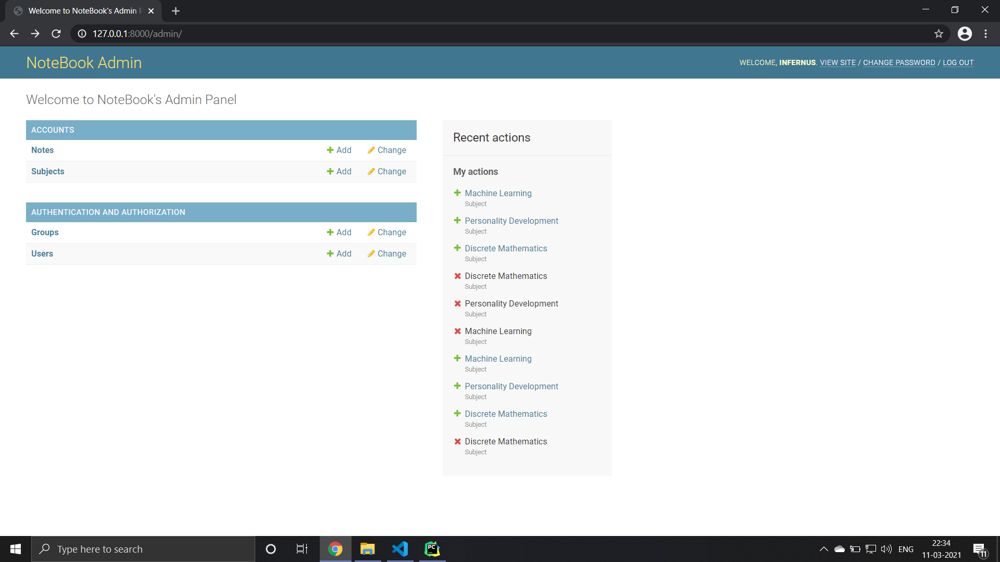 Welcome to NoteBook's Admin
127.0.0.1:8000/admin/
NoteBook Admin
WELCOME, INFERNUS. VIEW SITE / CHANGE PASSWORD / LOG OUT
Welcome to NoteBook's Admin Panel
ACCOUNTS
Notes Add Change
Subjects Add Change
AUTHENTICATION AND AUTHORIZATION
Groups Add Change
Users Add Change
Recent actions
My actions
Machine Learning
Subject
Personality Development
Subject
Discrete Mathematics
Subject
Discrete Mathematics
Subject
Personality Development
Subject
Machine Learning
Subject
Machine Learning
Subject
Personality Development
Subject
Discrete Mathematics
Subject
Discrete Mathematics
Subject
Type here to search
PC
ENG
22:34
11-03-2021
11